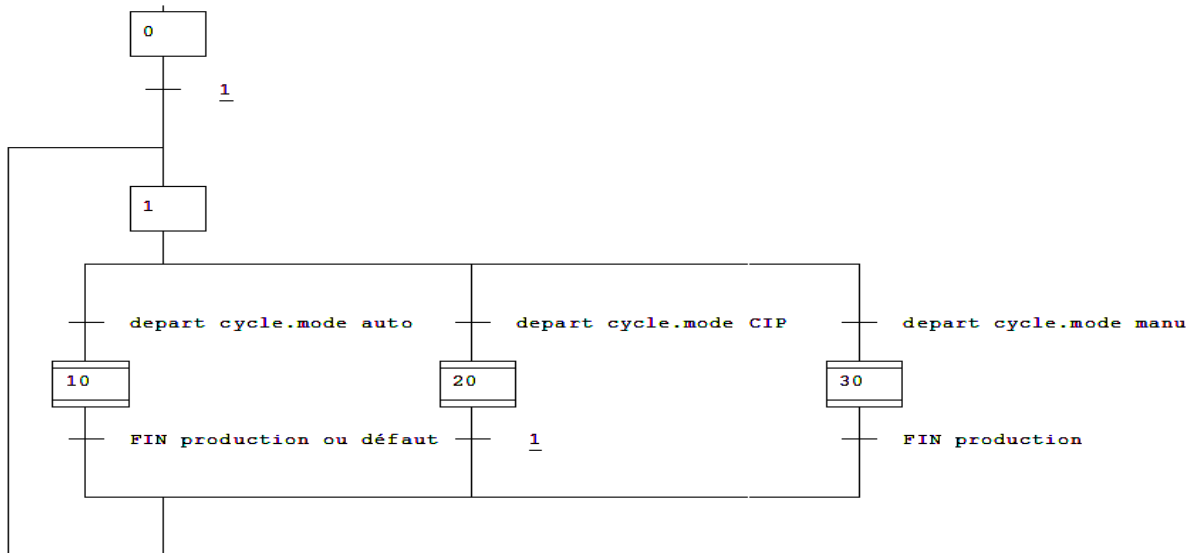 0
1
1
depart cycle.mode auto
depart cycle.mode CIP
depart cycle.mode manu
10
20
30
FIN production ou défaut
1
FIN production